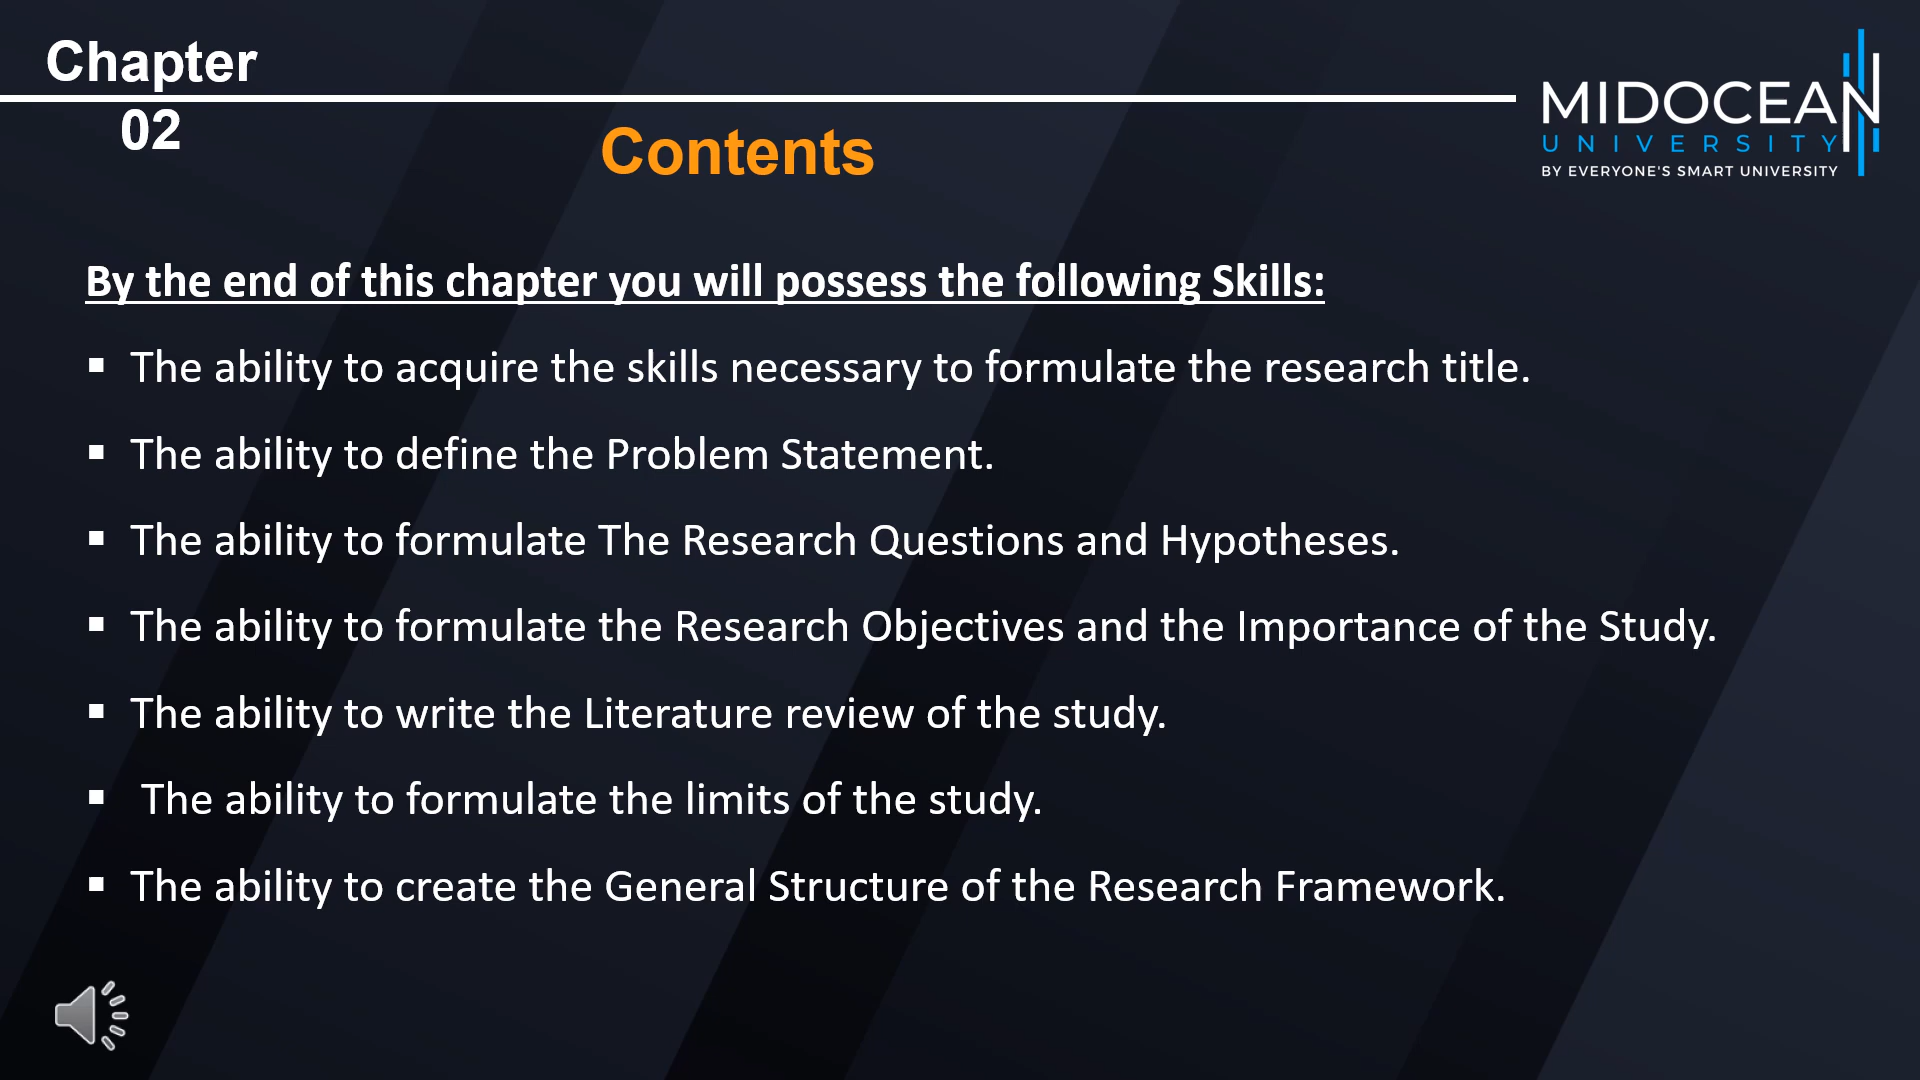 Chapter
02
MIDOCEAN
UNIVERSITY
BY EVERYONE'S SMART UNIVERSITY
Contents
By the end of this chapter you will possess the following Skills:
▪ The ability to acquire the skills necessary to formulate the research title.
▪ The ability to define the Problem Statement.
▪ The ability to formulate The Research Questions and Hypotheses.
▪ The ability to formulate the Research Objectives and the Importance of the Study.
▪ The ability to write the Literature review of the study.
▪ The ability to formulate the limits of the study.
▪ The ability to create the General Structure of the Research Framework.